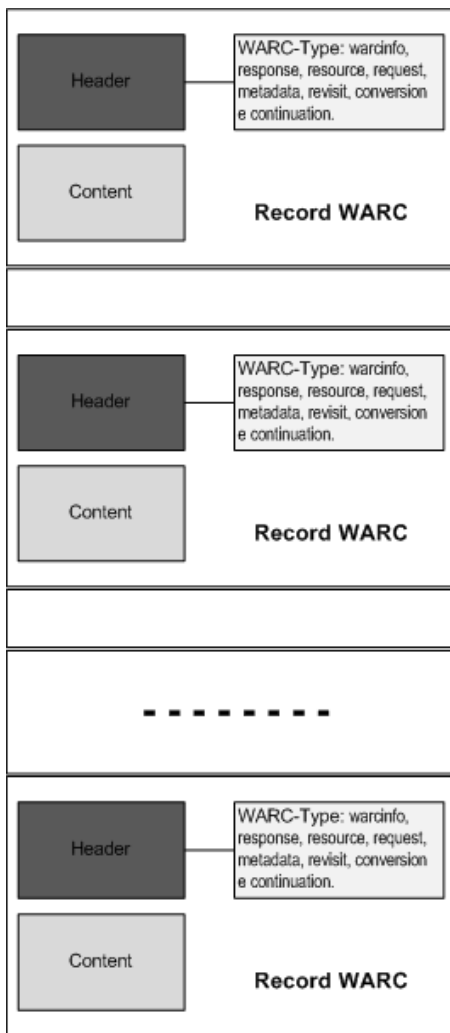 Header
WARC-Type: warcinfo,
response, resource, request,
metadata, revisit, conversion
e continuation.
Content
Record WARC
Header
WARC-Type: warcinfo,
response, resource, request,
metadata, revisit, conversion
e continuation.
Content
Record WARC
--------
Header
WARC-Type: warcinfo,
response, resource, request,
metadata, revisit, conversion
e continuation.
Content
Record WARC